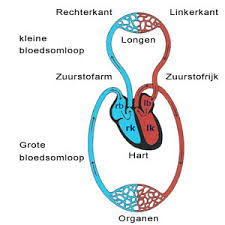 Rechterkant
Linkerkant
kleine
bloedsomloop
Longen
Zuurstofarm
Zuurstofrijk
rb
lb
rk
lk
Grote
bloedsomloop
Hart
Organen